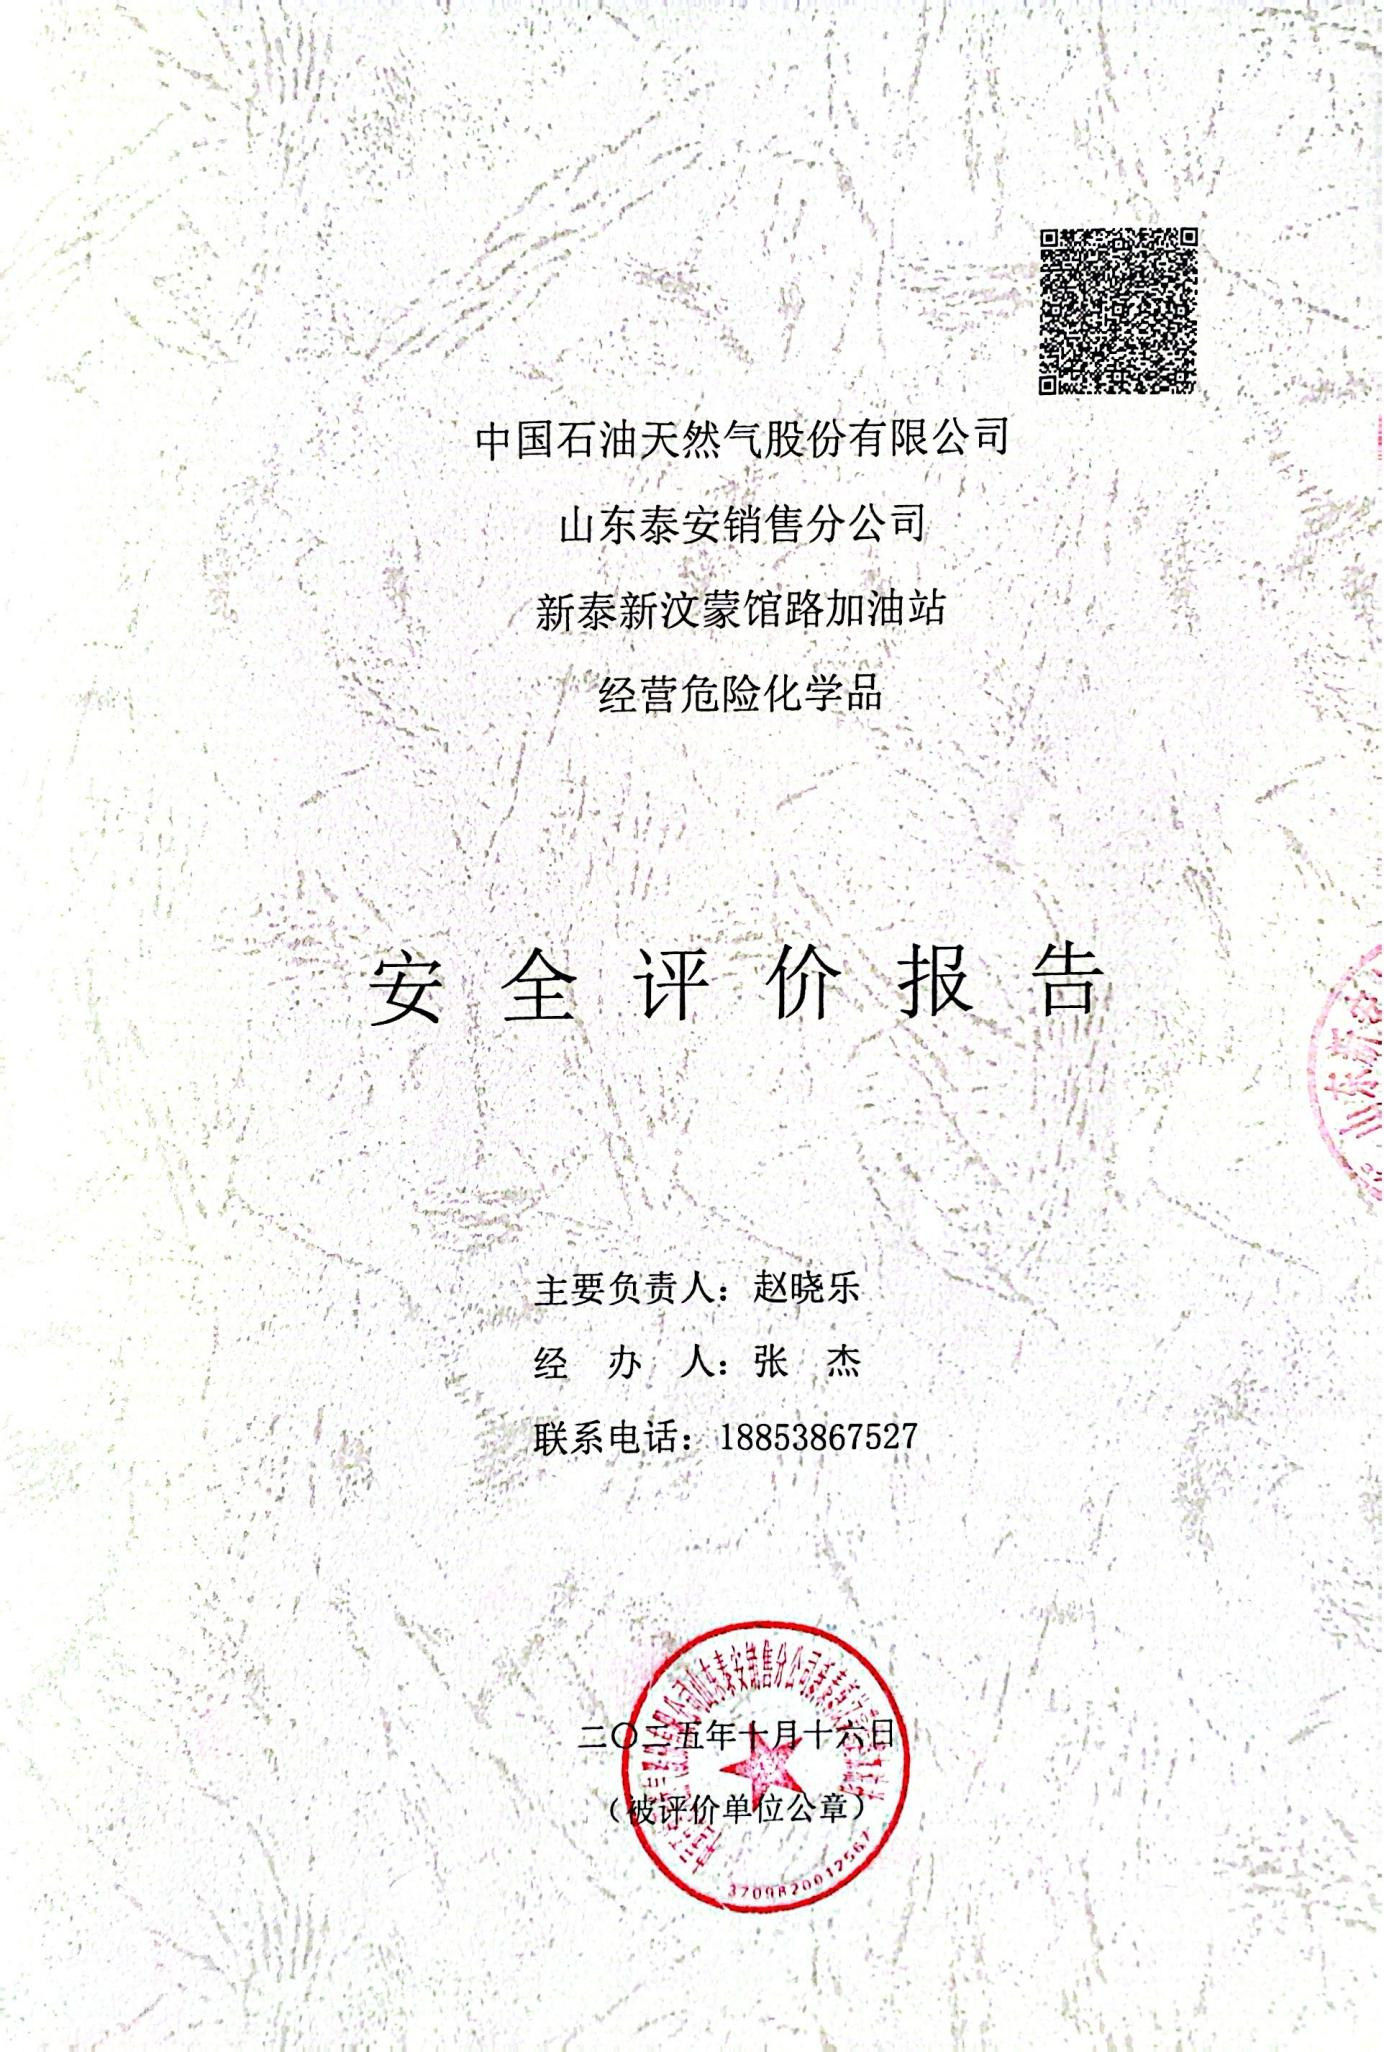 中国石油天然气股份有限公司
山东泰安销售分公司
新泰新汶蒙馆路加油站
经营危险化学品
安全评价报告
山东新
主要负责人：赵晓乐
经 办 人：张 杰
联系电话：18853867527
二〇二五年十月十六日
（被评价单位公章）
3709820012567